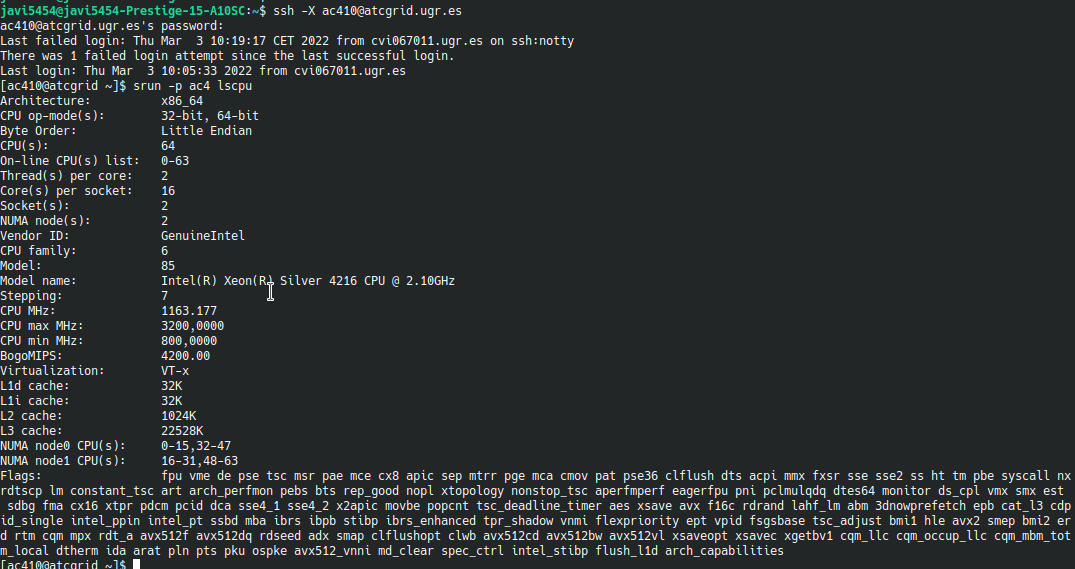 javi5454@javi5454-Prestige-15-A10SC:~$ ssh -X ac410@atcgrid.ugr.es
ac410@atcgrid.ugr.es's password:
Last failed login: Thu Mar  3 10:19:17 CET 2022 from cvi067011.ugr.es on ssh:notty
There was 1 failed login attempt since the last successful login.
Last login: Thu Mar  3 10:05:33 2022 from cvi067011.ugr.es
[ac410@atcgrid ~]$ srun -p ac4 lscpu
Architecture:          x86_64
CPU op-mode(s):        32-bit, 64-bit
Byte Order:            Little Endian
CPU(s):                64
On-line CPU(s) list:   0-63
Thread(s) per core:    2
Core(s) per socket:    16
Socket(s):             2
NUMA node(s):          2
Vendor ID:             GenuineIntel
CPU family:            6
Model:                 85
Model name:            Intel(R) Xeon(R) Silver 4216 CPU @ 2.10GHz
Stepping:              7
CPU MHz:               1163.177
CPU max MHz:           3200,0000
CPU min MHz:           800,0000
BogoMIPS:              4200.00
Virtualization:        VT-x
L1d cache:             32K
L1i cache:             32K
L2 cache:              1024K
L3 cache:              22528K
NUMA node0 CPU(s):     0-15,32-47
NUMA node1 CPU(s):     16-31,48-63
Flags:                 fpu vme de pse tsc msr pae mce cx8 apic sep mtrr pge mca cmov pat pse36 clflush dts acpi mmx fxsr sse sse2 ss ht tm pbe syscall nx
rdtscp lm constant_tsc art arch_perfmon pebs bts rep_good nopl xtopology nonstop_tsc aperfmperf eagerfpu pni pclmulqdq dtes64 monitor ds_cpl vmx smx est
 sdbg fma cx16 xtpr pdcm pcid dca sse4_1 sse4_2 x2apic movbe popcnt tsc_deadline_timer aes xsave avx f16c rdrand lahf_lm abm 3dnowprefetch epb cat_l3 cdp
id_single intel_ppin intel_pt ssbd mba ibrs ibpb stibp ibrs_enhanced tpr_shadow vnmi flexpriority ept vpid fsgsbase tsc_adjust bmi1 hle avx2 smep bmi2 er
d rtm cqm mpx rdt_a avx512f avx512dq rdseed adx smap clflushopt clwb avx512cd avx512bw avx512vl xsaveopt xsavec xgetbv1 cqm_llc cqm_occup_llc cqm_mbm_tot
m_local dtherm ida arat pln pts pku ospke avx512_vnni md_clear spec_ctrl intel_stibp flush_l1d arch_capabilities
[ac410@atcgrid ~]$